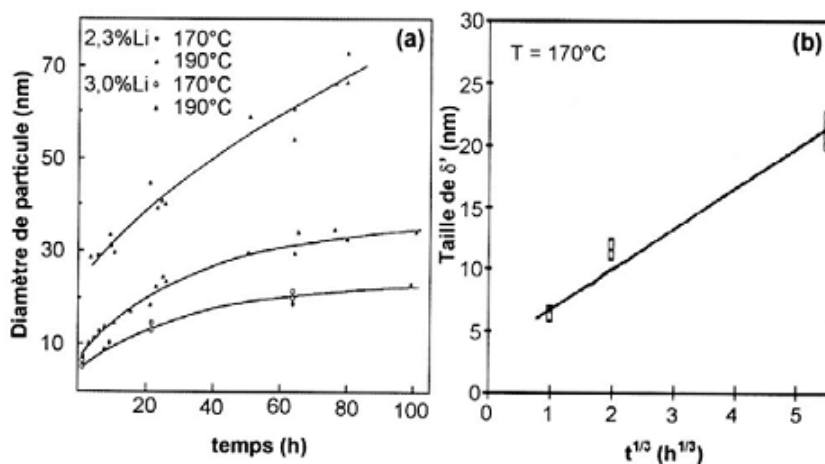 (a)
2,3%Li 170°C
190°C
3,0%Li 170°C
190°C
70
50
30
10
Diamètre de particule (nm)
20 40 60 80 100
temps (h)
(b)
T = 170°C
30
25
20
15
10
5
0
Taille de δ' (nm)
0 1 2 3 4 5
t1/3 (h1/3)